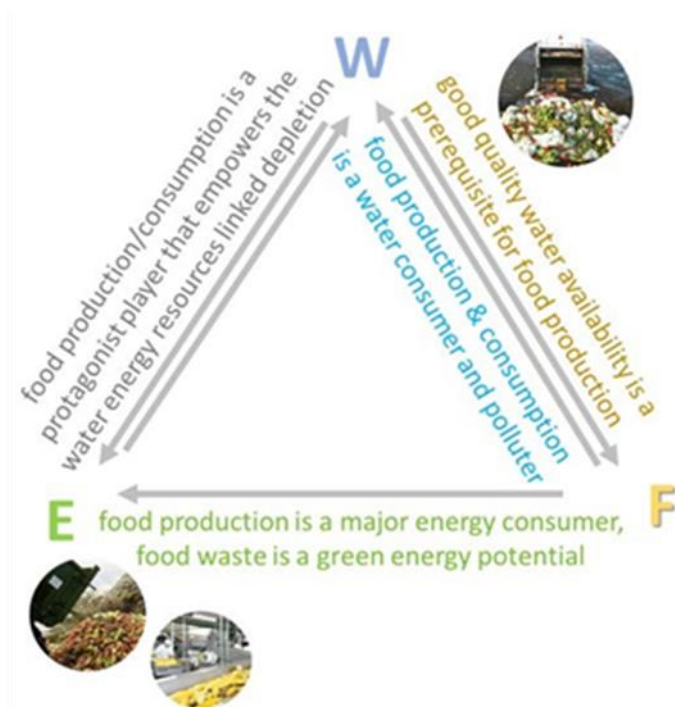 W
food production/consumption is a
protagonist player that empowers the
water energy resources linked depletion
good quality water availability is a
prerequisite for food production
food production & consumption
is a water consumer and polluter
E
F
food production is a major energy consumer,
food waste is a green energy potential